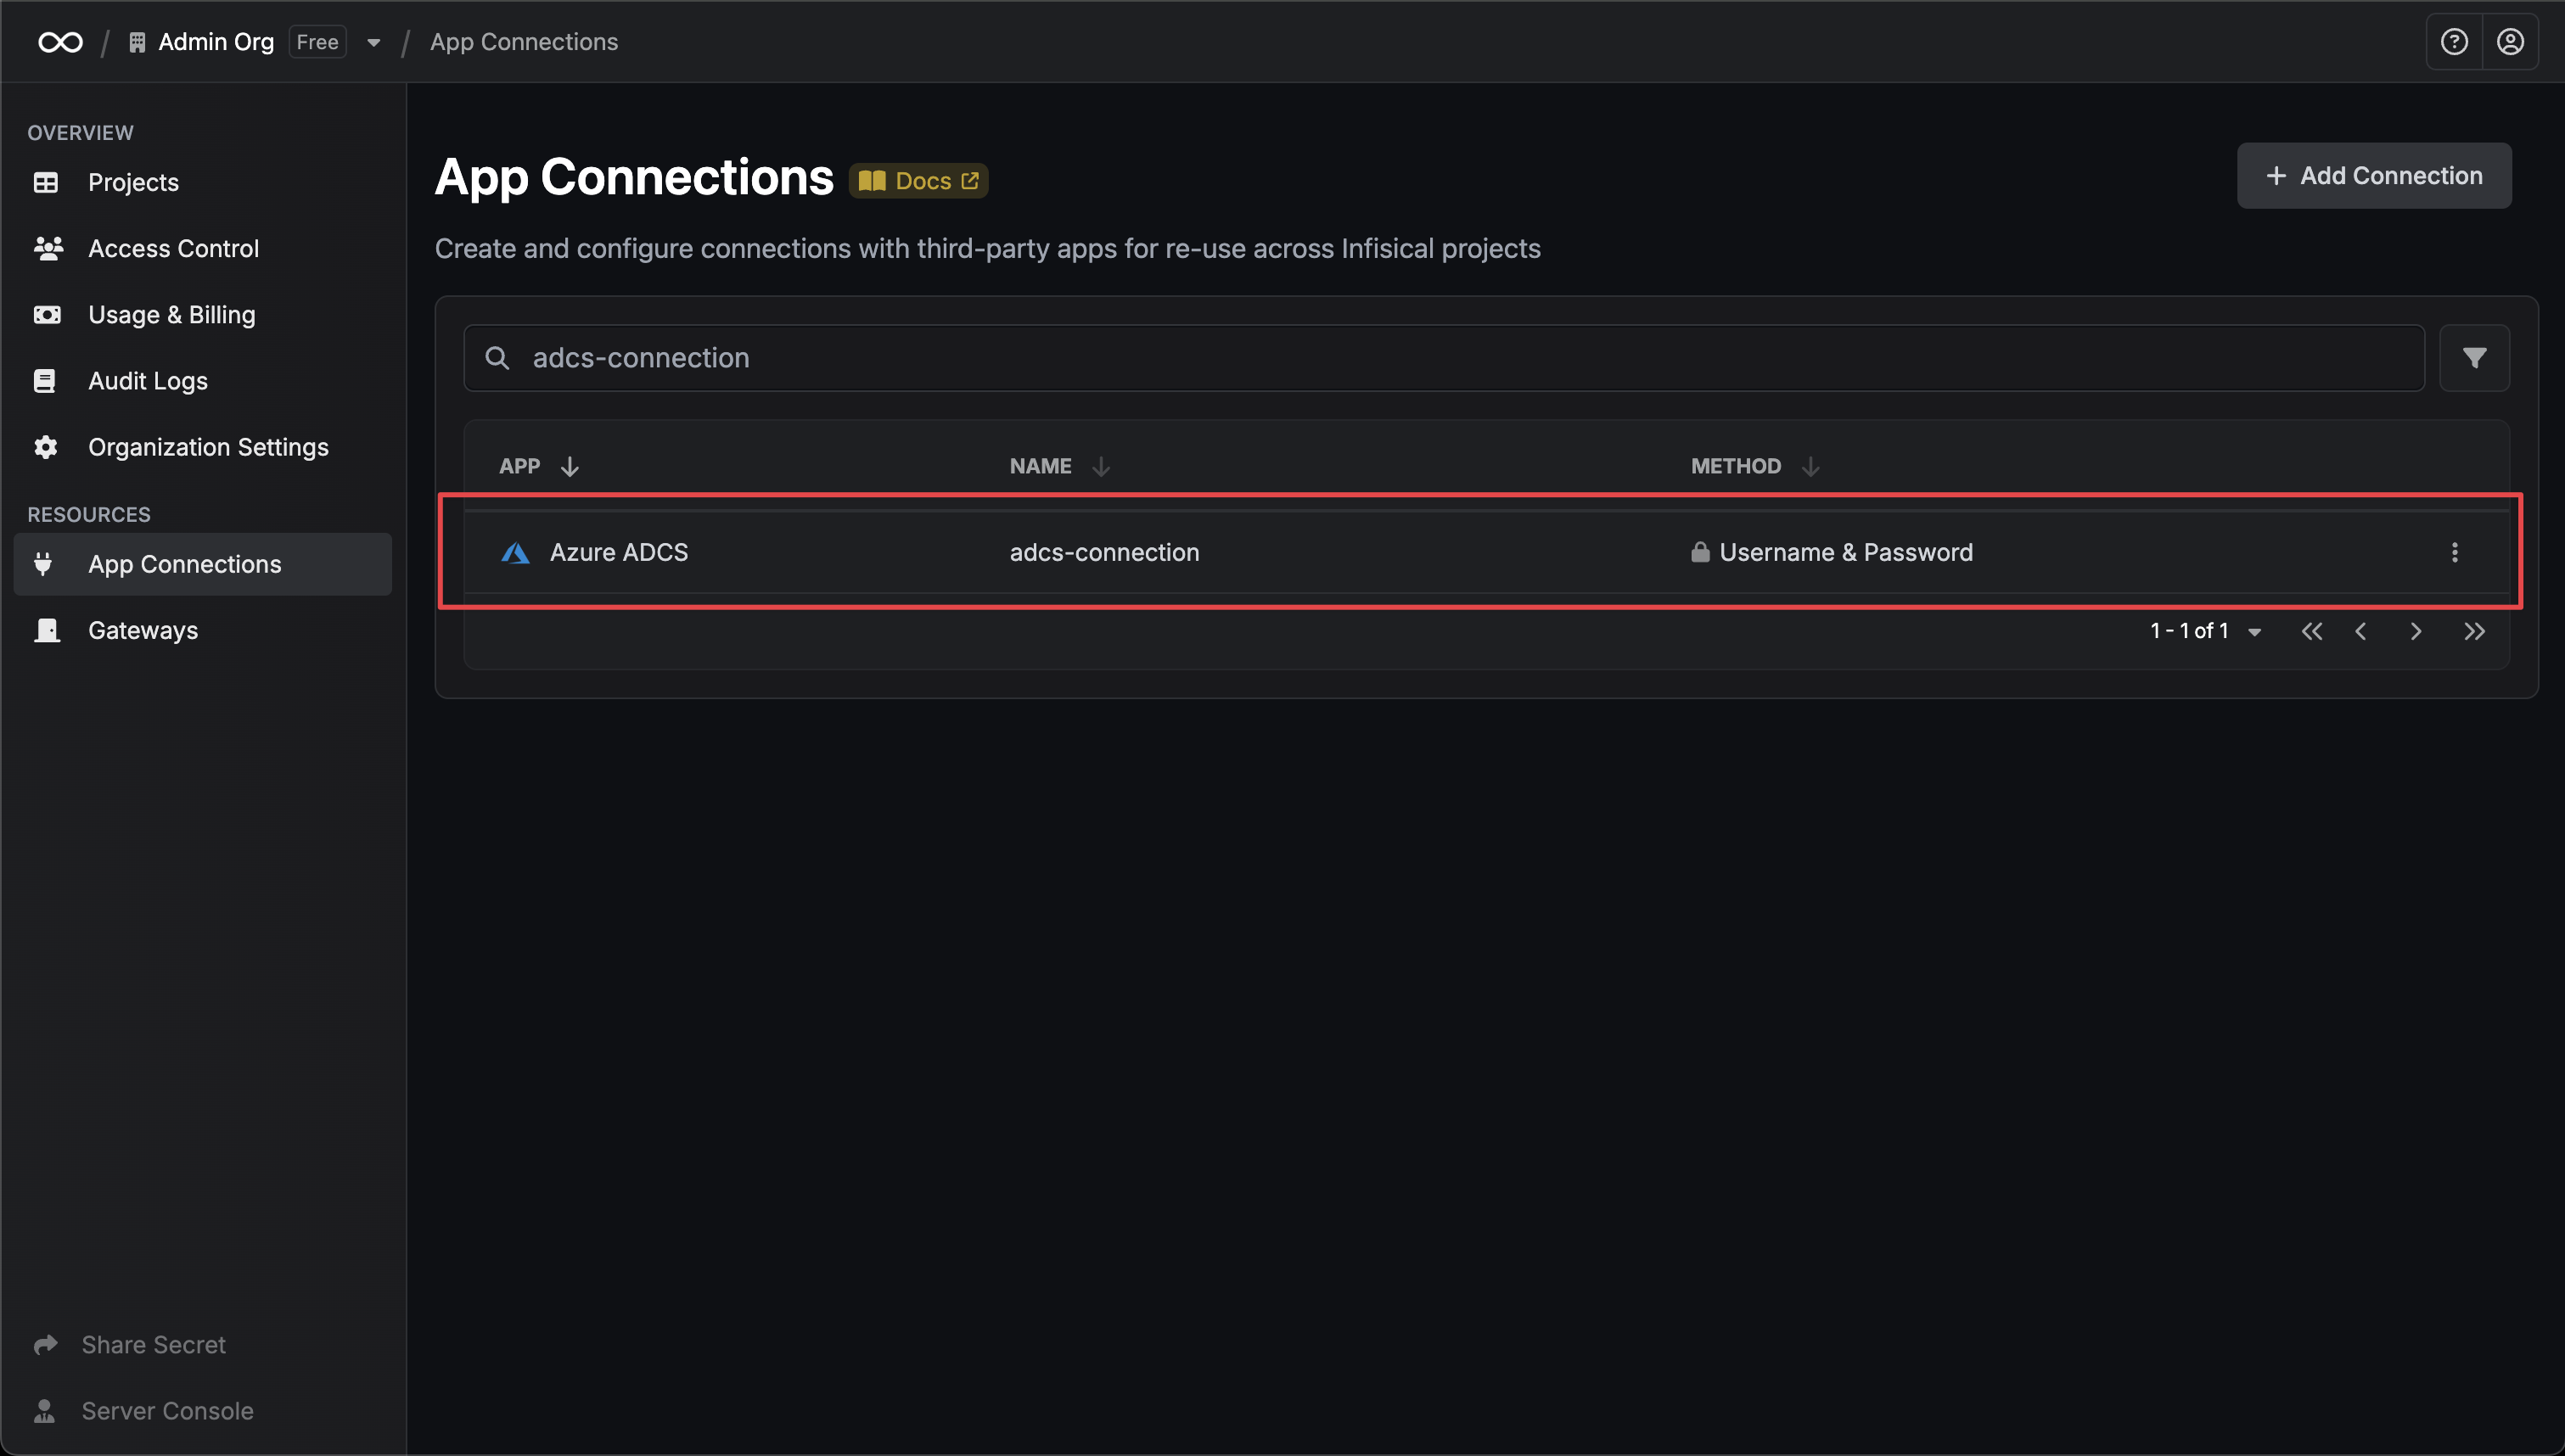 Admin Org Free App Connections
OVERVIEW
Projects
Access Control
Usage & Billing
Audit Logs
Organization Settings
RESOURCES
App Connections
Gateways
Share Secret
Server Console
App Connections Docs
Add Connection
Create and configure connections with third-party apps for re-use across Infisical projects
adcs-connection
APP NAME METHOD
Azure ADCS adcs-connection Username & Password
1 - 1 of 1